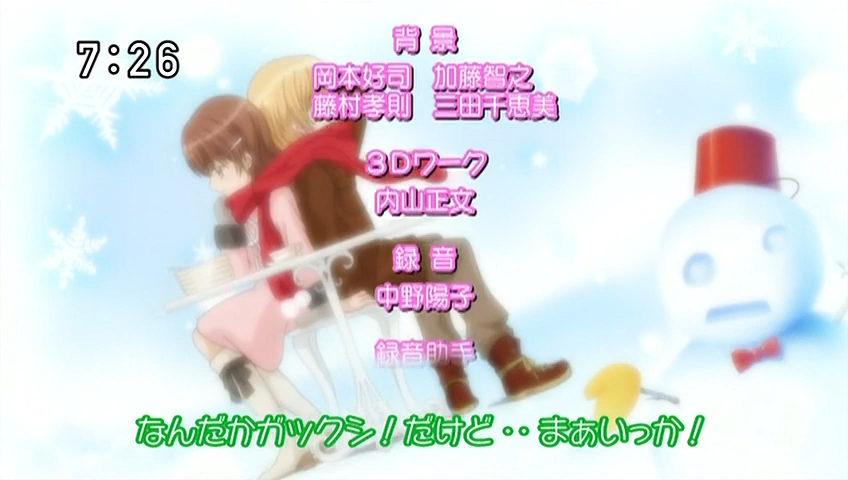 7:26
背 景
岡本好司 加藤智之
藤村孝則 三田千恵美
3Dワーク
内山正文
録 音
中野陽子
録音助手
なんだかガックシ!だけど‥まぁいっか!